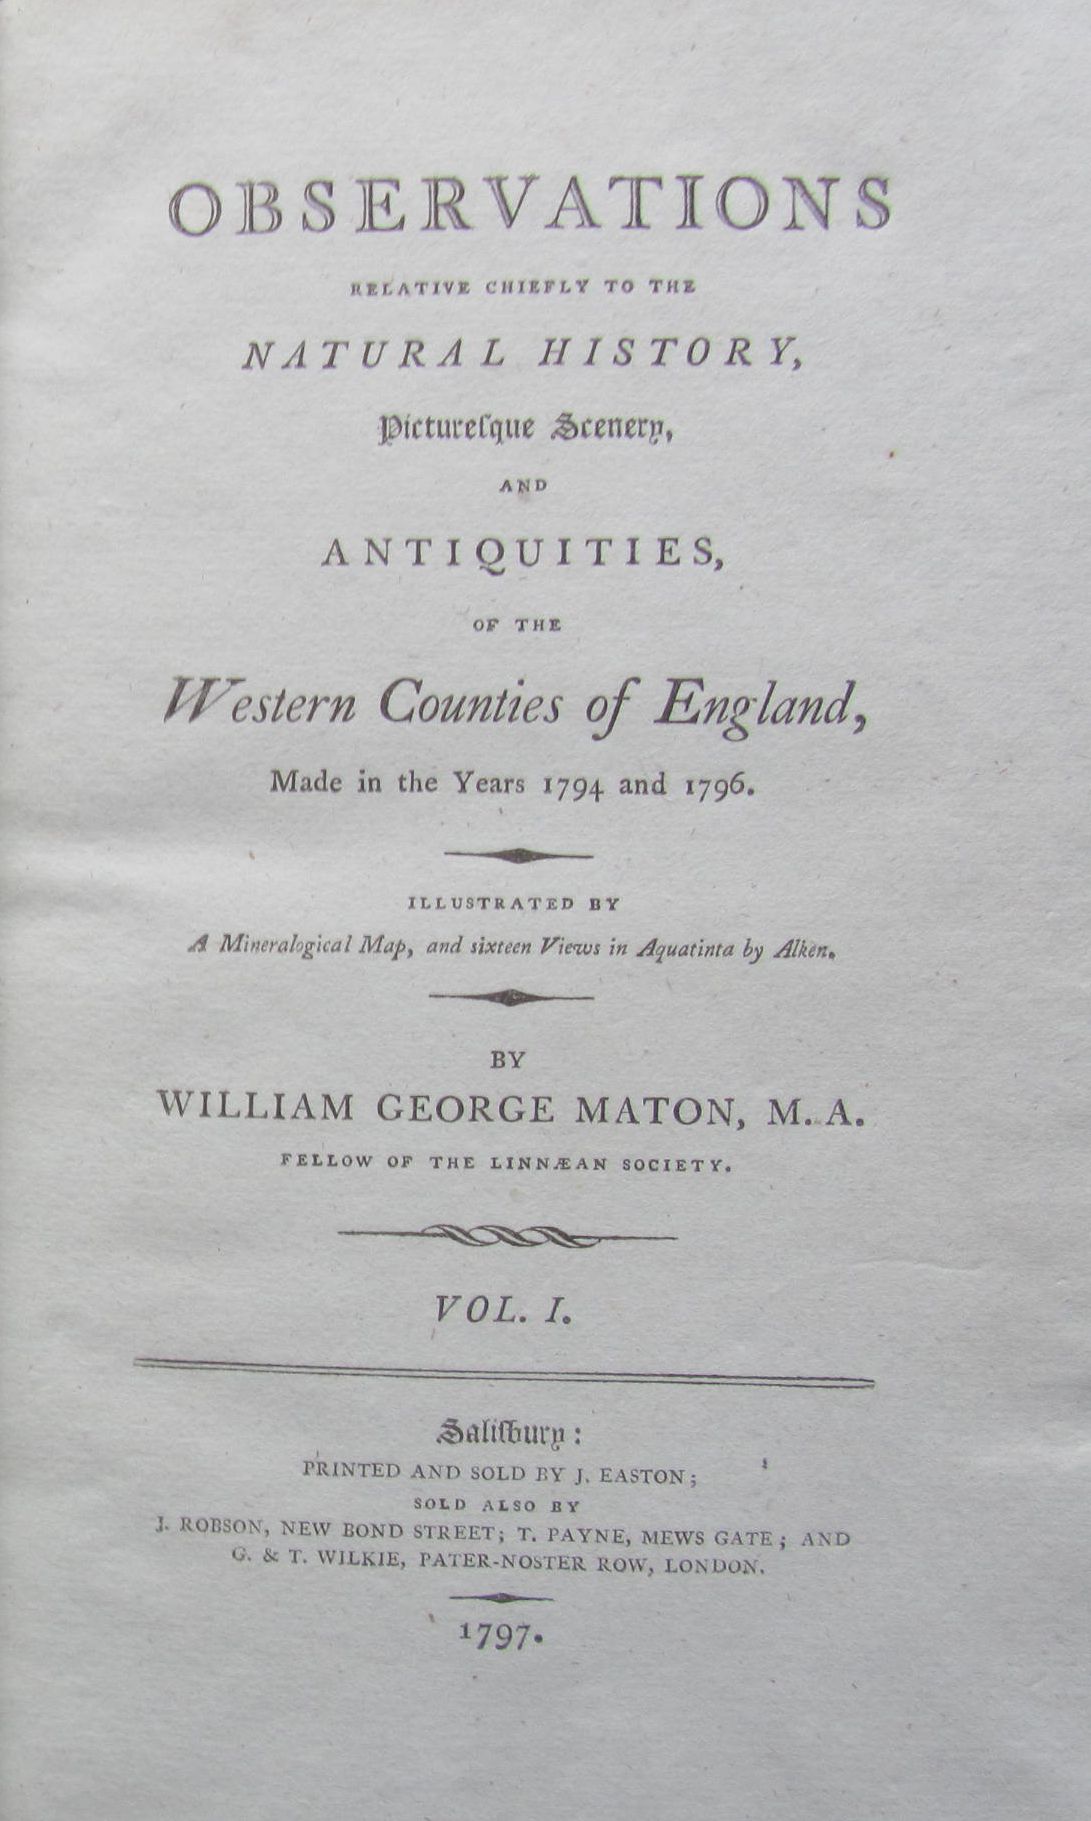 OBSERVATIONS
RELATIVE CHIEFLY TO THE
NATURAL HISTORY,
Pictureſque Scenery,
AND
ANTIQUITIES,
OF THE
Western Counties of England,
Made in the Years 1794 and 1796.
ILLUSTRATED BY
A Mineralogical Map, and sixteen Views in Aquatinta by Alken.
BY
WILLIAM GEORGE MATON, M. A.
FELLOW OF THE LINNÆAN SOCIETY.
VOL. I.
Saliſbury:
PRINTED AND SOLD BY J. EASTON;
SOLD ALSO BY
J. ROBSON, NEW BOND STREET; T. PAYNE, MEWS GATE; AND
G. & T. WILKIE, PATER-NOSTER ROW, LONDON.
1797.